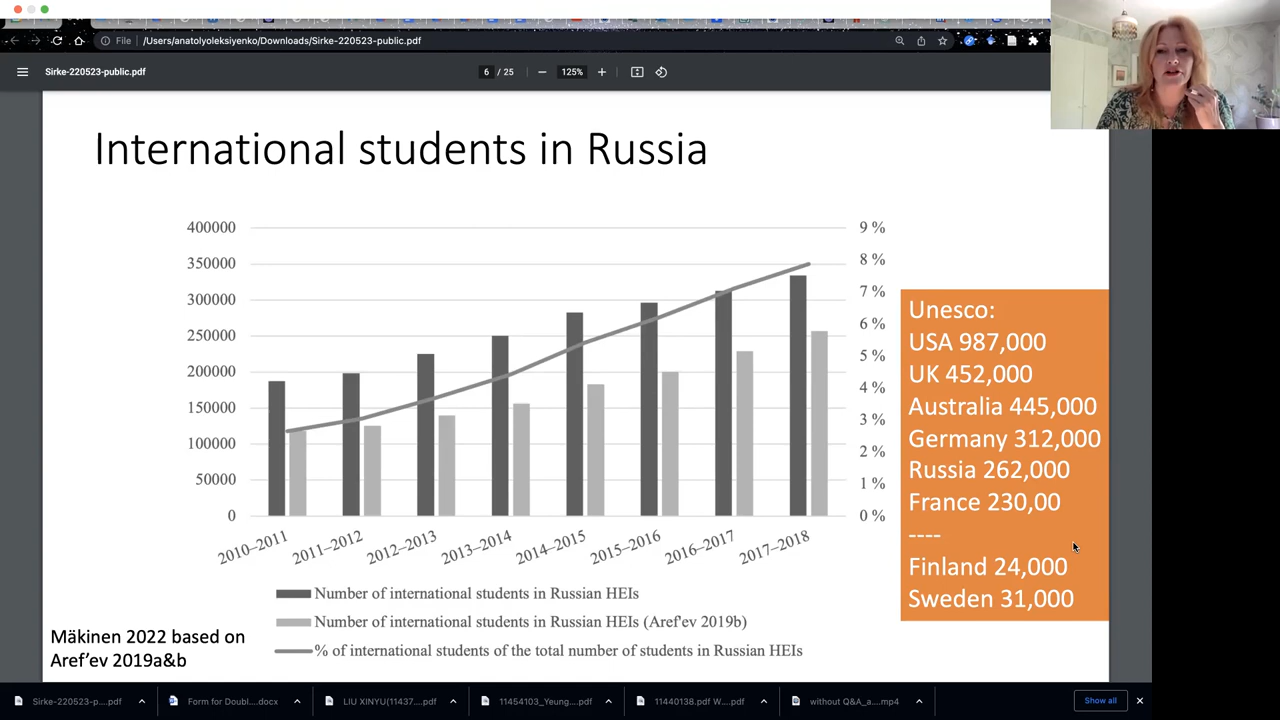 File | /Users/anatolyoleksiyenko/Downloads/Sirke-220523-public.pdf
Sirke-220523-public.pdf
6 / 25
125%
International students in Russia
400000
350000
300000
250000
200000
150000
100000
50000
0
9 %
8 %
7 %
6 %
5 %
4 %
3 %
2 %
1 %
0 %
2010–2011
2011–2012
2012–2013
2013–2014
2014–2015
2015–2016
2016–2017
2017–2018
Number of international students in Russian HEIs
Number of international students in Russian HEIs (Aref'ev 2019b)
% of international students of the total number of students in Russian HEIs
Unesco:
USA 987,000
UK 452,000
Australia 445,000
Germany 312,000
Russia 262,000
France 230,00
----
Finland 24,000
Sweden 31,000
Mäkinen 2022 based on
Aref’ev 2019a&b
Sirke-220523-p....pdf
Form for Doubl....docx
LIU XINYU(11437....pdf
11454103_Yeung....pdf
11440138.pdf W....pdf
without Q&A_a....mp4
Show all